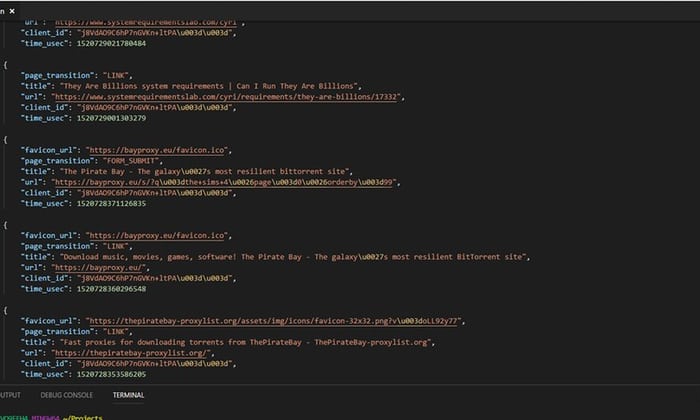 n ×
"url": "https://www.systemrequirementslab.com/cyri",
"client_id": "j8VdAO9C6hP7nGVKn+ltPA\u003d\u003d",
"time_usec": 1520729021780484
{
"page_transition": "LINK",
"title": "They Are Billions system requirements | Can I Run They Are Billions",
"url": "https://www.systemrequirementslab.com/cyri/requirements/they-are-billions/17332",
"client_id": "j8VdAO9C6hP7nGVKn+ltPA\u003d\u003d",
"time_usec": 1520729001303279
{
"favicon_url": "https://bayproxy.eu/favicon.ico",
"page_transition": "FORM_SUBMIT",
"title": "The Pirate Bay - The galaxy\u0027s most resilient bittorrent site",
"url": "https://bayproxy.eu/s/?q\u003dthe+sims+4\u0026page\u003d0\u0026orderby\u003d99",
"client_id": "j8VdAO9C6hP7nGVKn+ltPA\u003d\u003d",
"time_usec": 1520728371126835
{
"favicon_url": "https://bayproxy.eu/favicon.ico",
"page_transition": "LINK",
"title": "Download music, movies, games, software! The Pirate Bay - The galaxy\u0027s most resilient BitTorrent site",
"url": "https://bayproxy.eu/",
"client_id": "j8VdAO9C6hP7nGVKn+ltPA\u003d\u003d",
"time_usec": 1520728360296548
{
"favicon_url": "https://thepiratebay-proxylist.org/assets/img/icons/favicon-32x32.png?v\u003doLL92y77",
"page_transition": "LINK",
"title": "Fast proxies for downloading torrents from ThePirateBay - ThePirateBay-proxylist.org",
"url": "https://thepiratebay-proxylist.org/",
"client_id": "j8VdAO9C6hP7nGVKn+ltPA\u003d\u003d",
"time_usec": 1520728353586205
UTPUT DEBUG CONSOLE TERMINAL
~/Projects